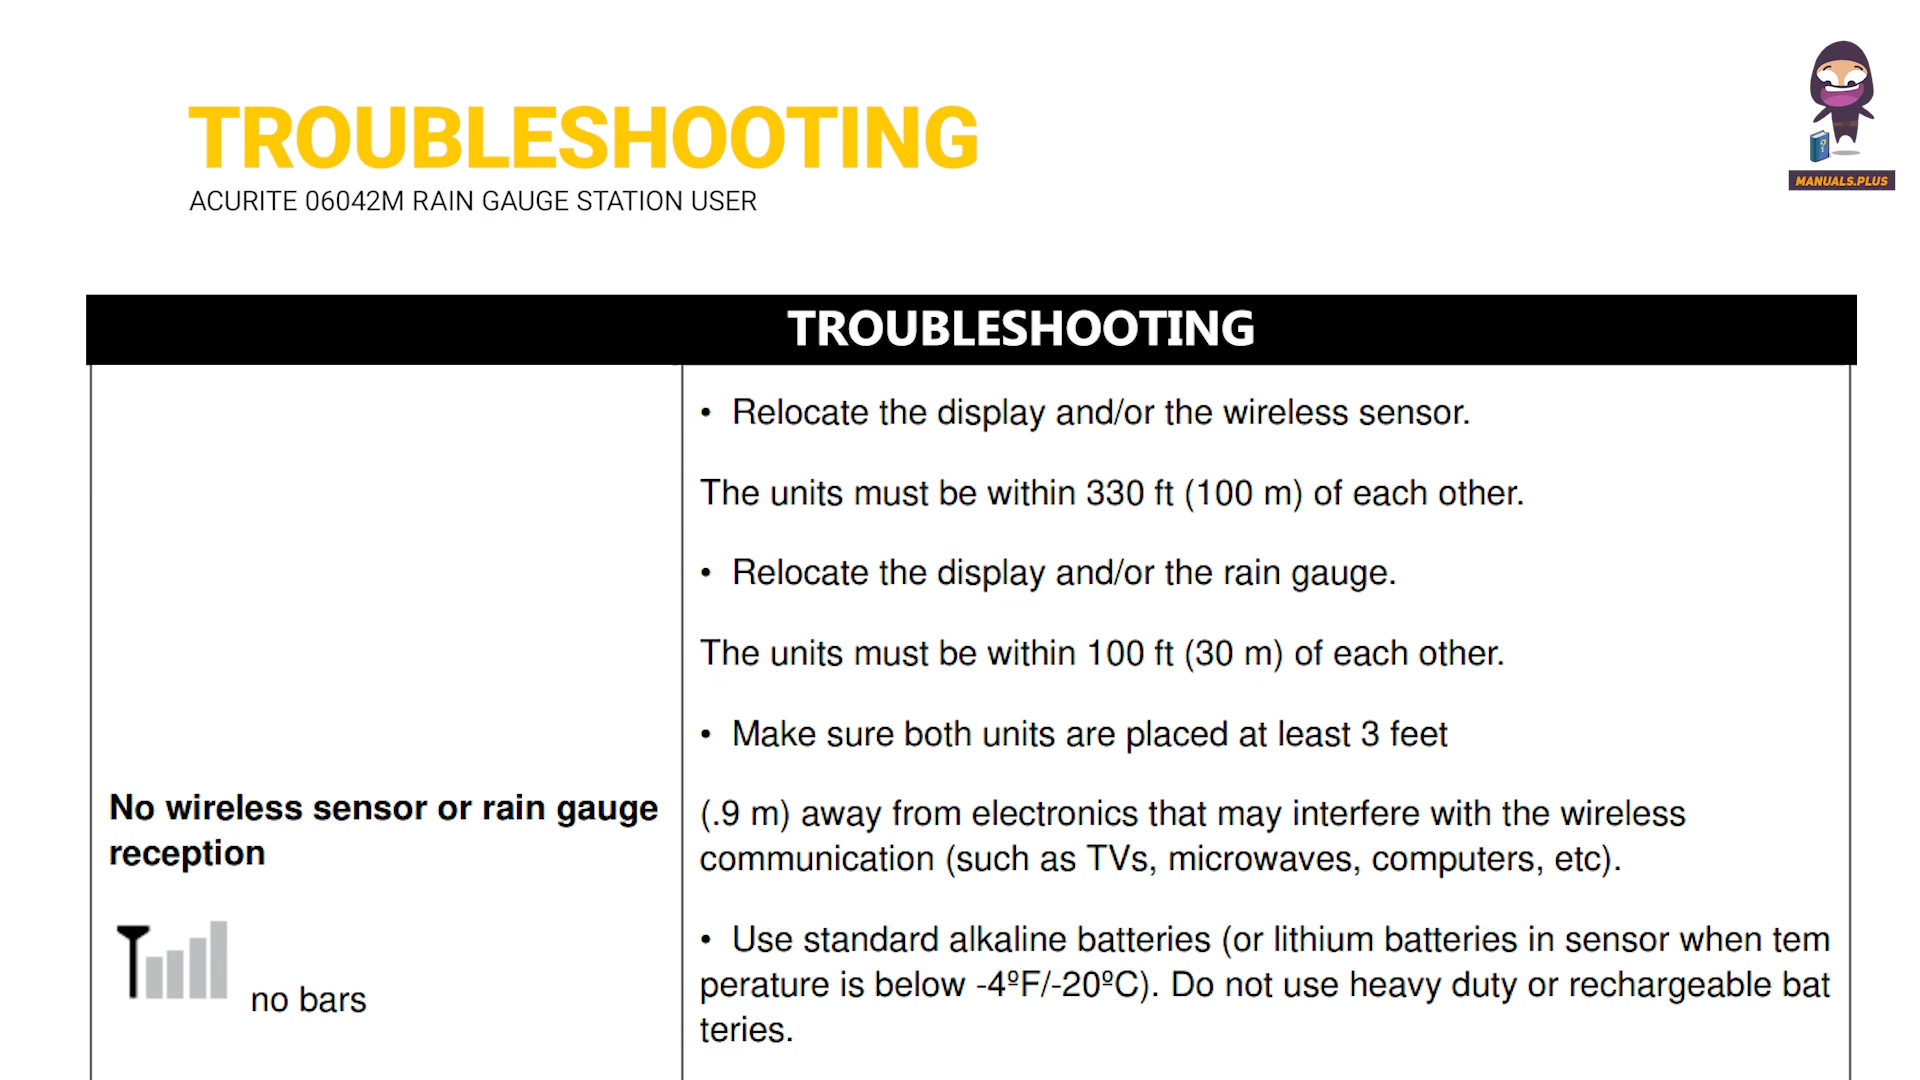 TROUBLESHOOTING
ACURITE 06042M RAIN GAUGE STATION USER
MANUALS.PLUS
TROUBLESHOOTING
No wireless sensor or rain gauge
reception
no bars
• Relocate the display and/or the wireless sensor.
The units must be within 330 ft (100 m) of each other.
• Relocate the display and/or the rain gauge.
The units must be within 100 ft (30 m) of each other.
• Make sure both units are placed at least 3 feet
(.9 m) away from electronics that may interfere with the wireless
communication (such as TVs, microwaves, computers, etc).
• Use standard alkaline batteries (or lithium batteries in sensor when tem
perature is below -4ºF/-20ºC). Do not use heavy duty or rechargeable bat
teries.